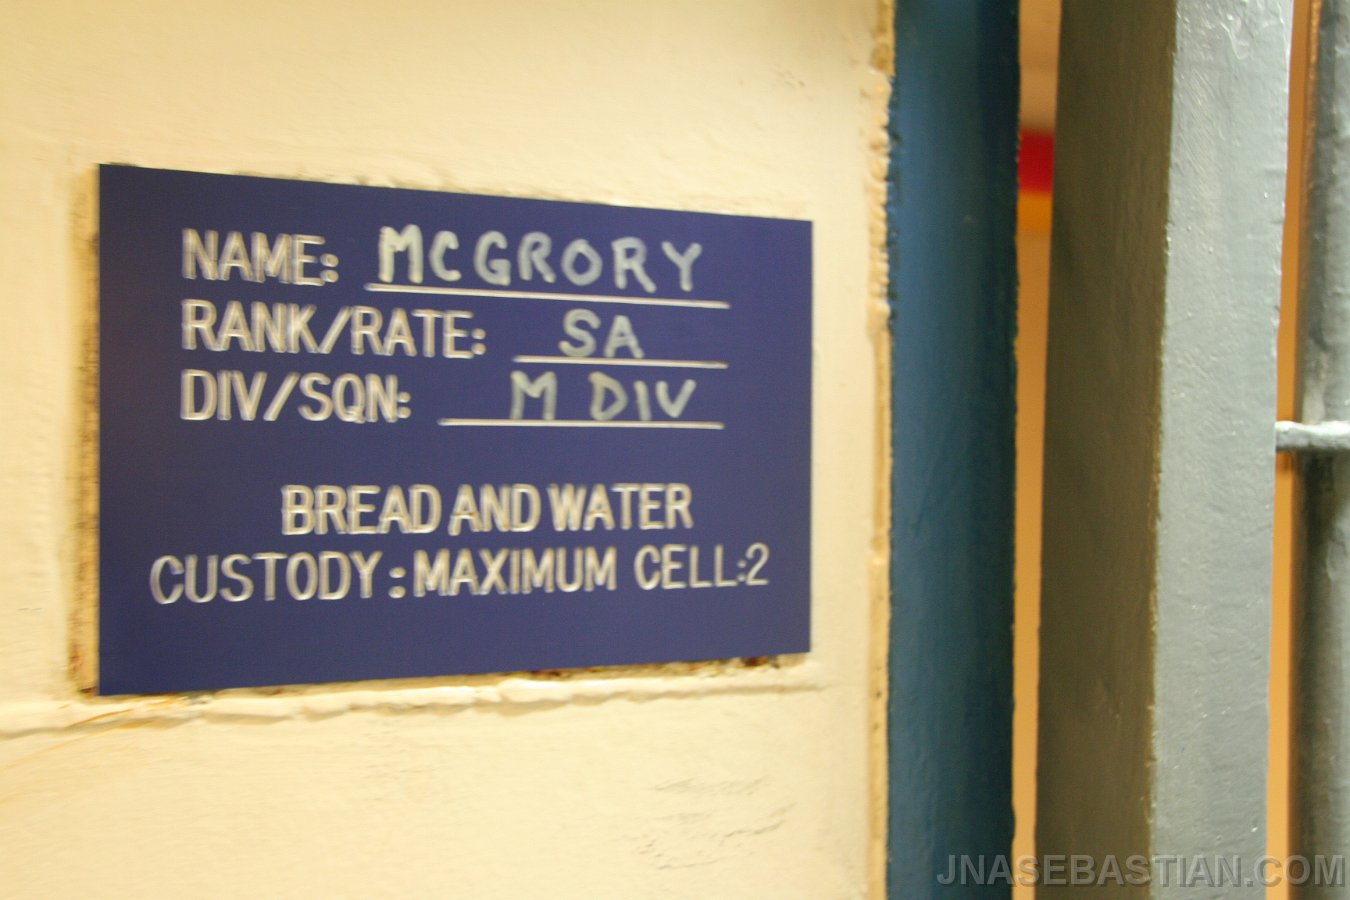 NAME: MCGRORY
RANK/RATE: SA
DIV/SQN: M DIV
BREAD AND WATER
CUSTODY: MAXIMUM CELL:2
JNASEBASTIAN.COM